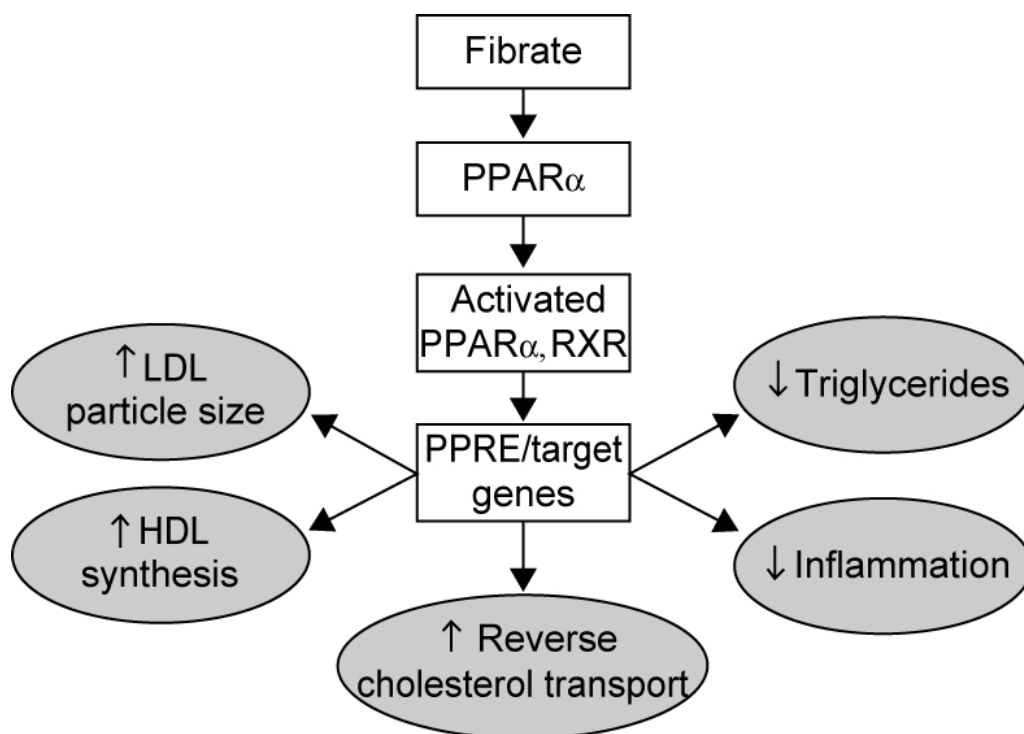 Fibrate
PPARα
Activated
PPARα, RXR
↑ LDL
particle size
↓ Triglycerides
PPRE/target
genes
↑ HDL
synthesis
↓ Inflammation
↑ Reverse
cholesterol transport